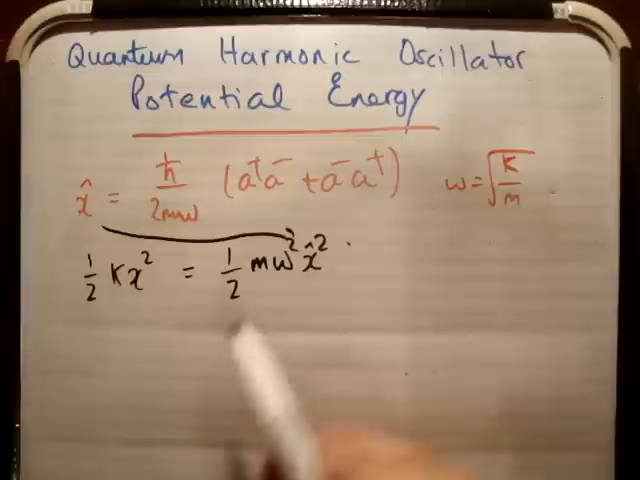 Quantum Harmonic Oscillator
Potential Energy
x̂ = ħ/2mω (a†a⁻ + a⁻a†) ω = √(K/m)
1/2 Kx² = 1/2 mω²x̂²